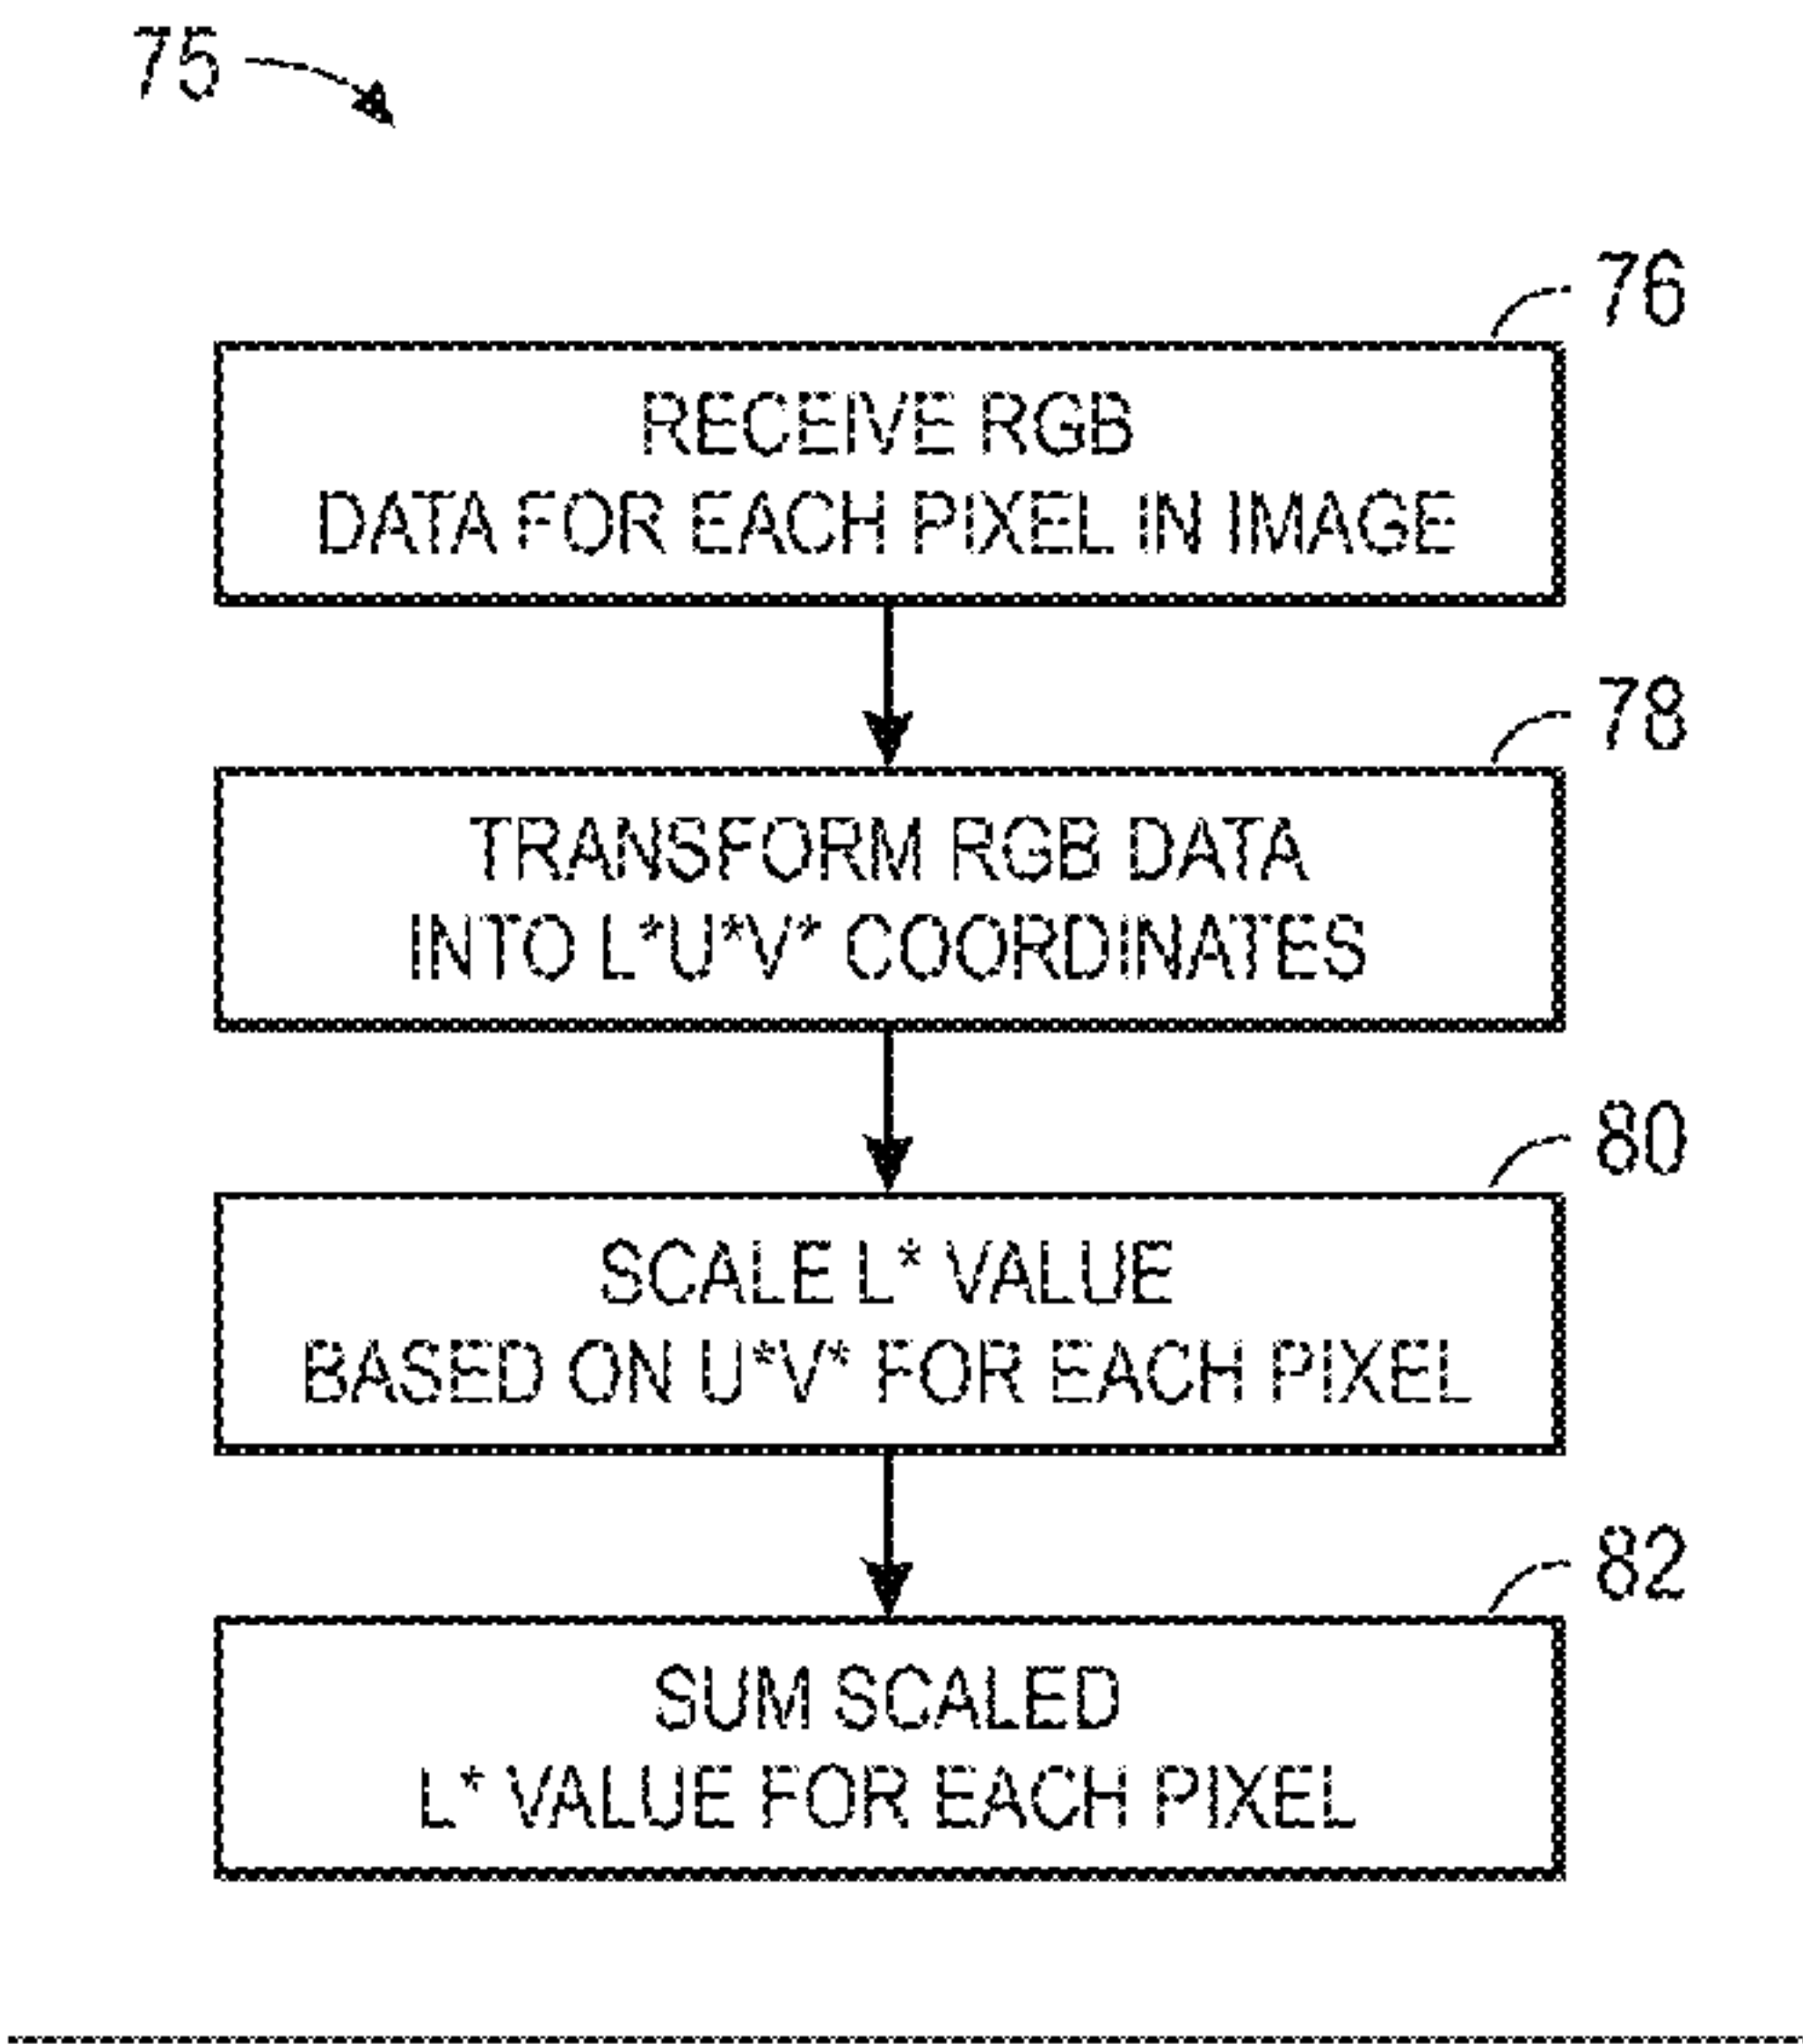 75
76
RECEIVE RGB
DATA FOR EACH PIXEL IN IMAGE
78
TRANSFORM RGB DATA
INTO L*U*V* COORDINATES
80
SCALE L* VALUE
BASED ON U*V* FOR EACH PIXEL
82
SUM SCALED
L* VALUE FOR EACH PIXEL